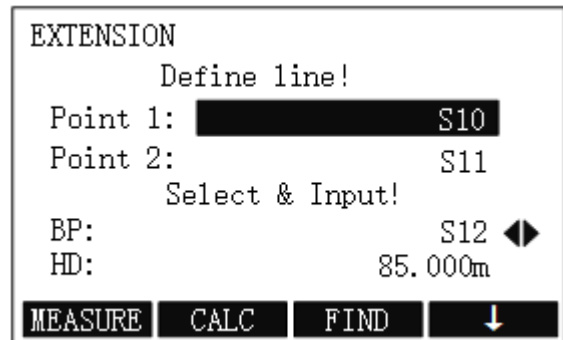 EXTENSION
Define line!
Point 1: S10
Point 2: S11
Select & Input!
BP: S12
HD: 85.000m
MEASURE CALC FIND ↓